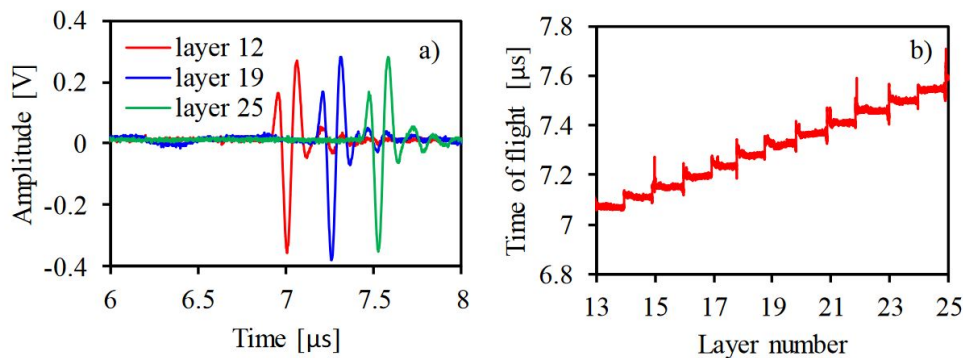 a)
layer 12
layer 19
layer 25
0.4
0.2
0
-0.2
-0.4
Amplitude [V]
6
6.5
7
7.5
8
Time [μs]
b)
7.8
7.6
7.4
7.2
7
6.8
Time of flight [μs]
13
15
17
19
21
23
25
Layer number